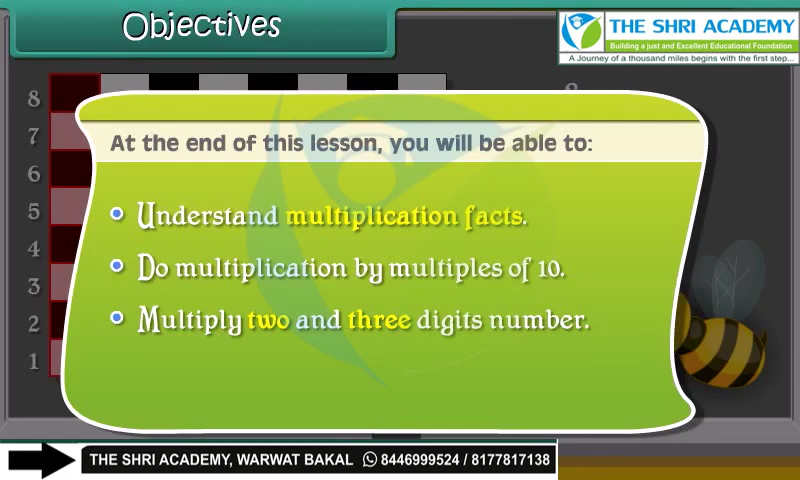 Objectives
THE SHRI ACADEMY
Building a just and Excellent Educational Foundation
A Journey of a thousand miles begins with the first step...
8
7
6
5
4
3
2
1
At the end of this lesson, you will be able to:
Understand multiplication facts.
Do multiplication by multiples of 10.
Multiply two and three digits number.
THE SHRI ACADEMY, WARWAT BAKAL 8446999524 / 8177817138